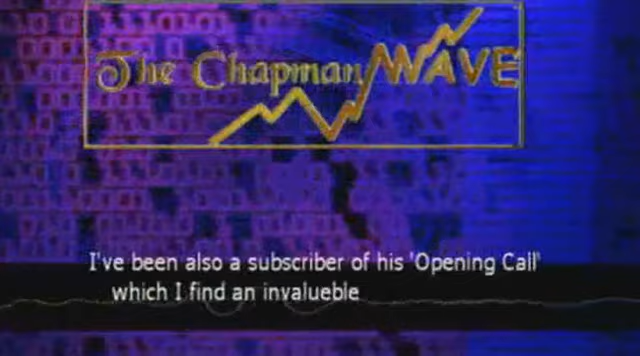 The Chapman WAVE
I've been also a subscriber of his 'Opening Call'
which I find an invalueble